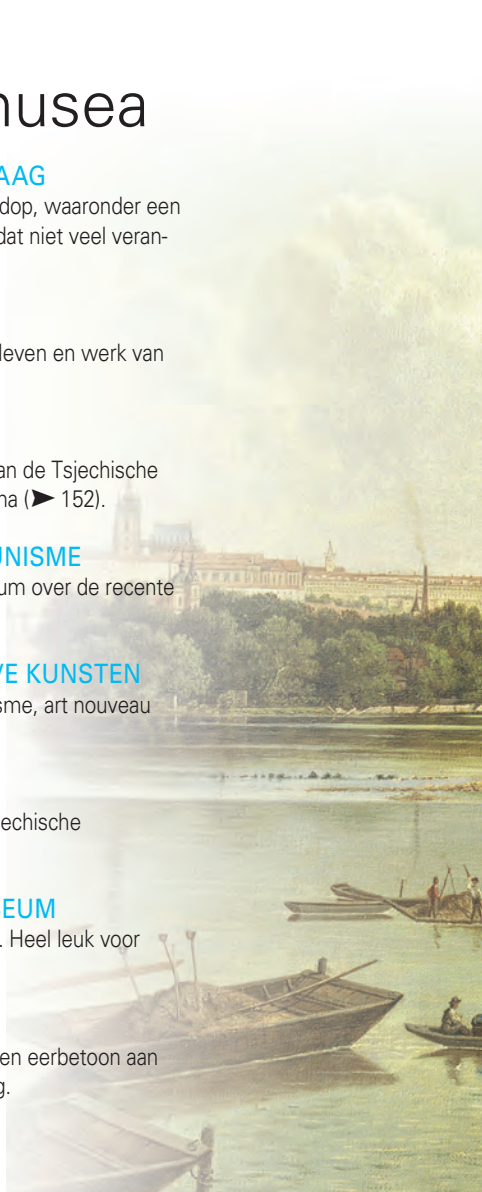 nusea
AAG
dop, waaronder een
dat niet veel veran-
leven en werk van
an de Tsjechische
na (➤ 152).
UNISME
um over de recente
VE KUNSTEN
sme, art nouveau
echische
EUM
. Heel leuk voor
en eerbetoon aan
g.